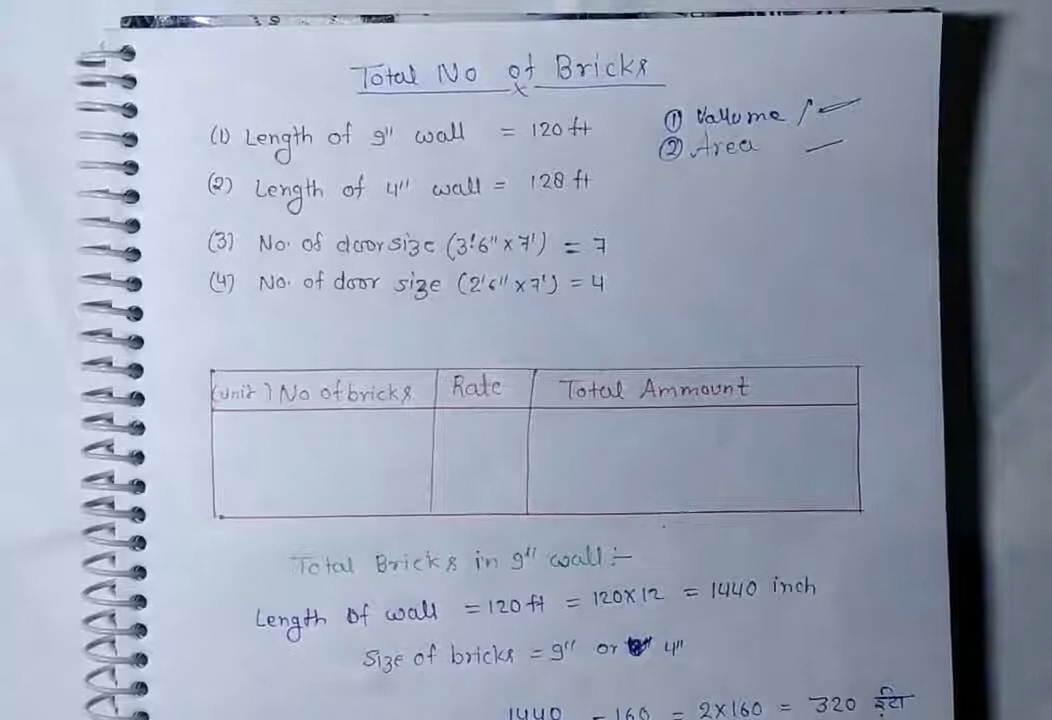 Total No of Bricks
(1) Length of 9" wall = 120 ft
① Vallume
② Area
(2) Length of 4" wall = 128 ft
(3) No. of door size (3'6" x 7') = 7
(4) No. of door size (2'6" x 7') = 4
(unit) No of bricks Rate Total Ammount
Total Bricks in 9" wall :-
Length of wall = 120 ft = 120X12 = 1440 inch
Size of bricks = 9" or 4"
1440 = 160 = 2X160 = 320 ईटा